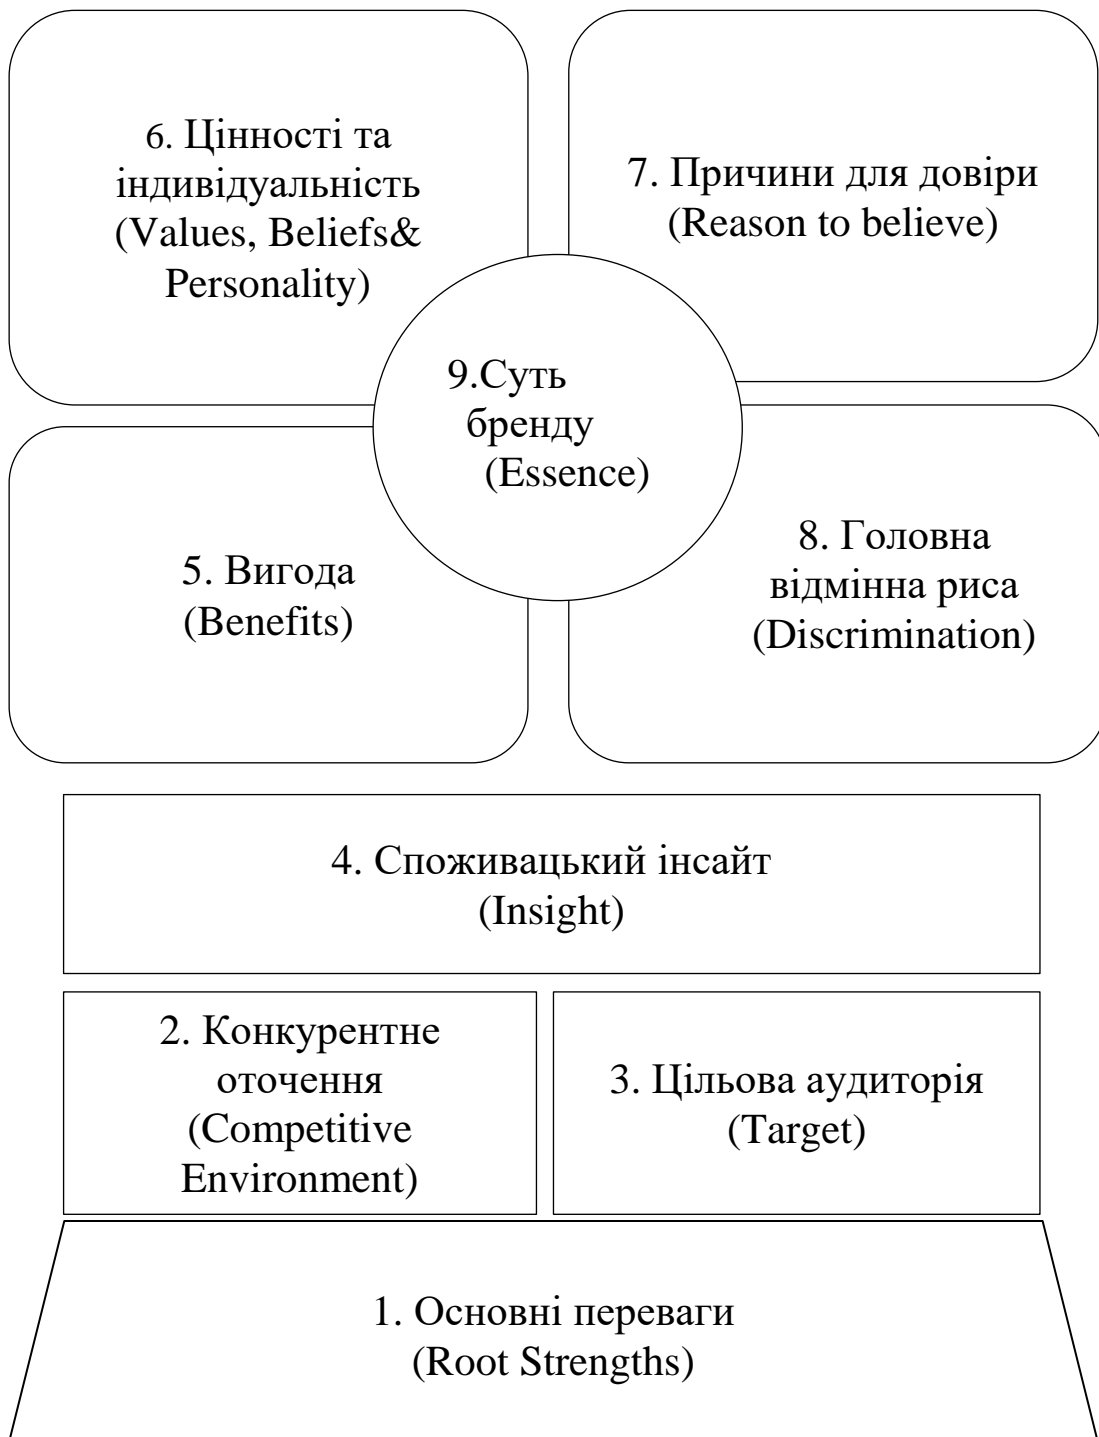 6. Цінності та
індивідуальність
(Values, Beliefs&
Personality)
7. Причини для довіри
(Reason to believe)
9.Суть
бренду
(Essence)
5. Вигода
(Benefits)
8. Головна
відмінна риса
(Discrimination)
4. Споживацький інсайт
(Insight)
2. Конкурентне
оточення
(Competitive
Environment)
3. Цільова аудиторія
(Target)
1. Основні переваги
(Root Strengths)